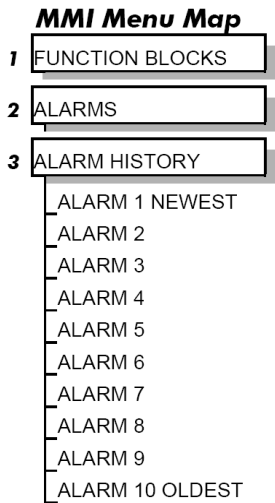 MMI Menu Map
1 FUNCTION BLOCKS
2 ALARMS
3 ALARM HISTORY
ALARM 1 NEWEST
ALARM 2
ALARM 3
ALARM 4
ALARM 5
ALARM 6
ALARM 7
ALARM 8
ALARM 9
ALARM 10 OLDEST